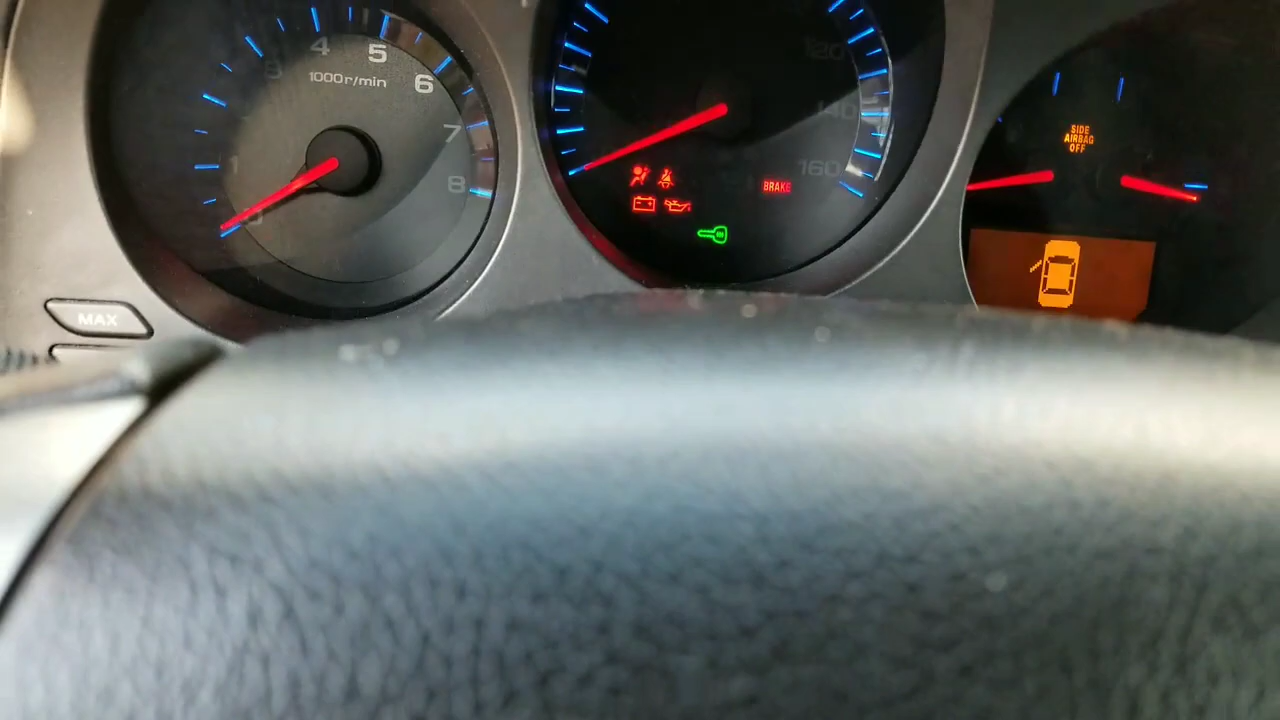 4
5
6
7
8
1000r/min
120
140
160
BRAKE
SIDE
AIRBAG
OFF
MAX